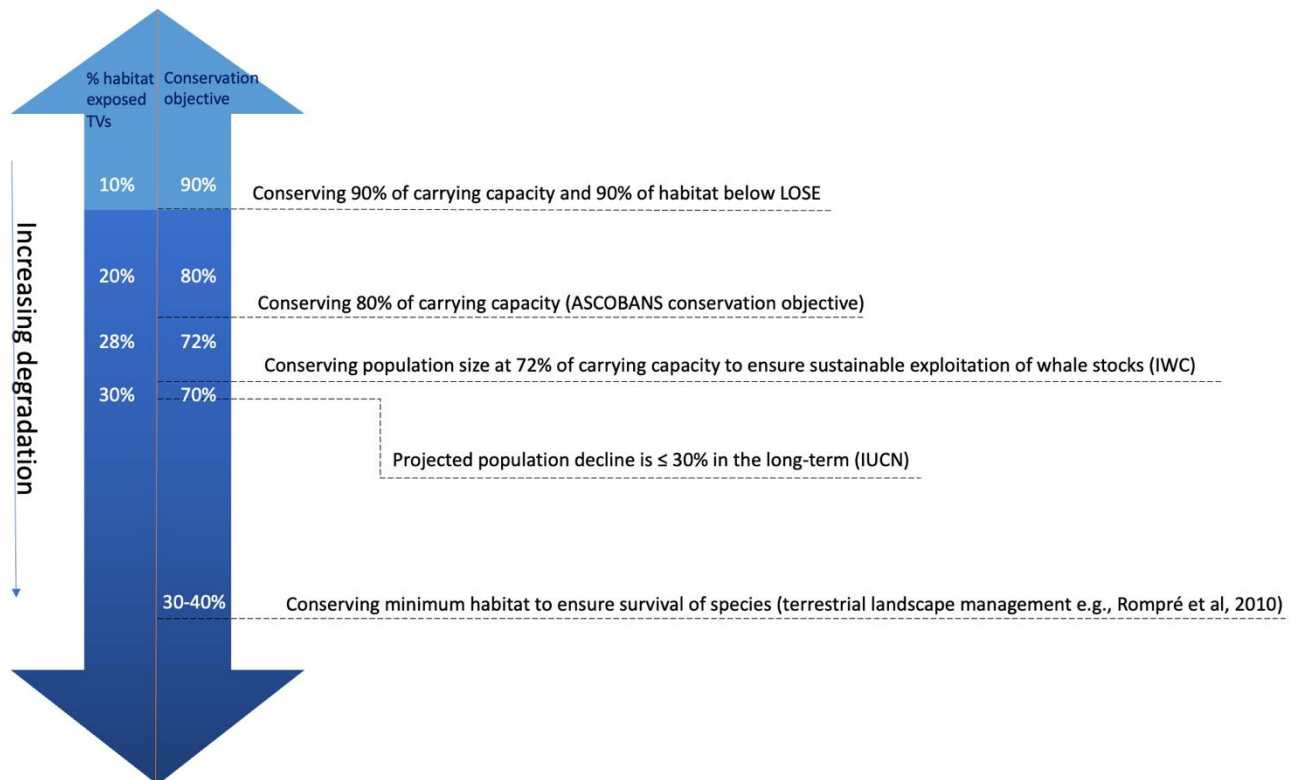 % habitat
exposed
TVs
Conservation
objective
Increasing degradation
10%
90%
Conserving 90% of carrying capacity and 90% of habitat below LOSE
20%
80%
Conserving 80% of carrying capacity (ASCOBANS conservation objective)
28%
72%
Conserving population size at 72% of carrying capacity to ensure sustainable exploitation of whale stocks (IWC)
30%
70%
Projected population decline is ≤ 30% in the long-term (IUCN)
30-40%
Conserving minimum habitat to ensure survival of species (terrestrial landscape management e.g., Rompré et al, 2010)